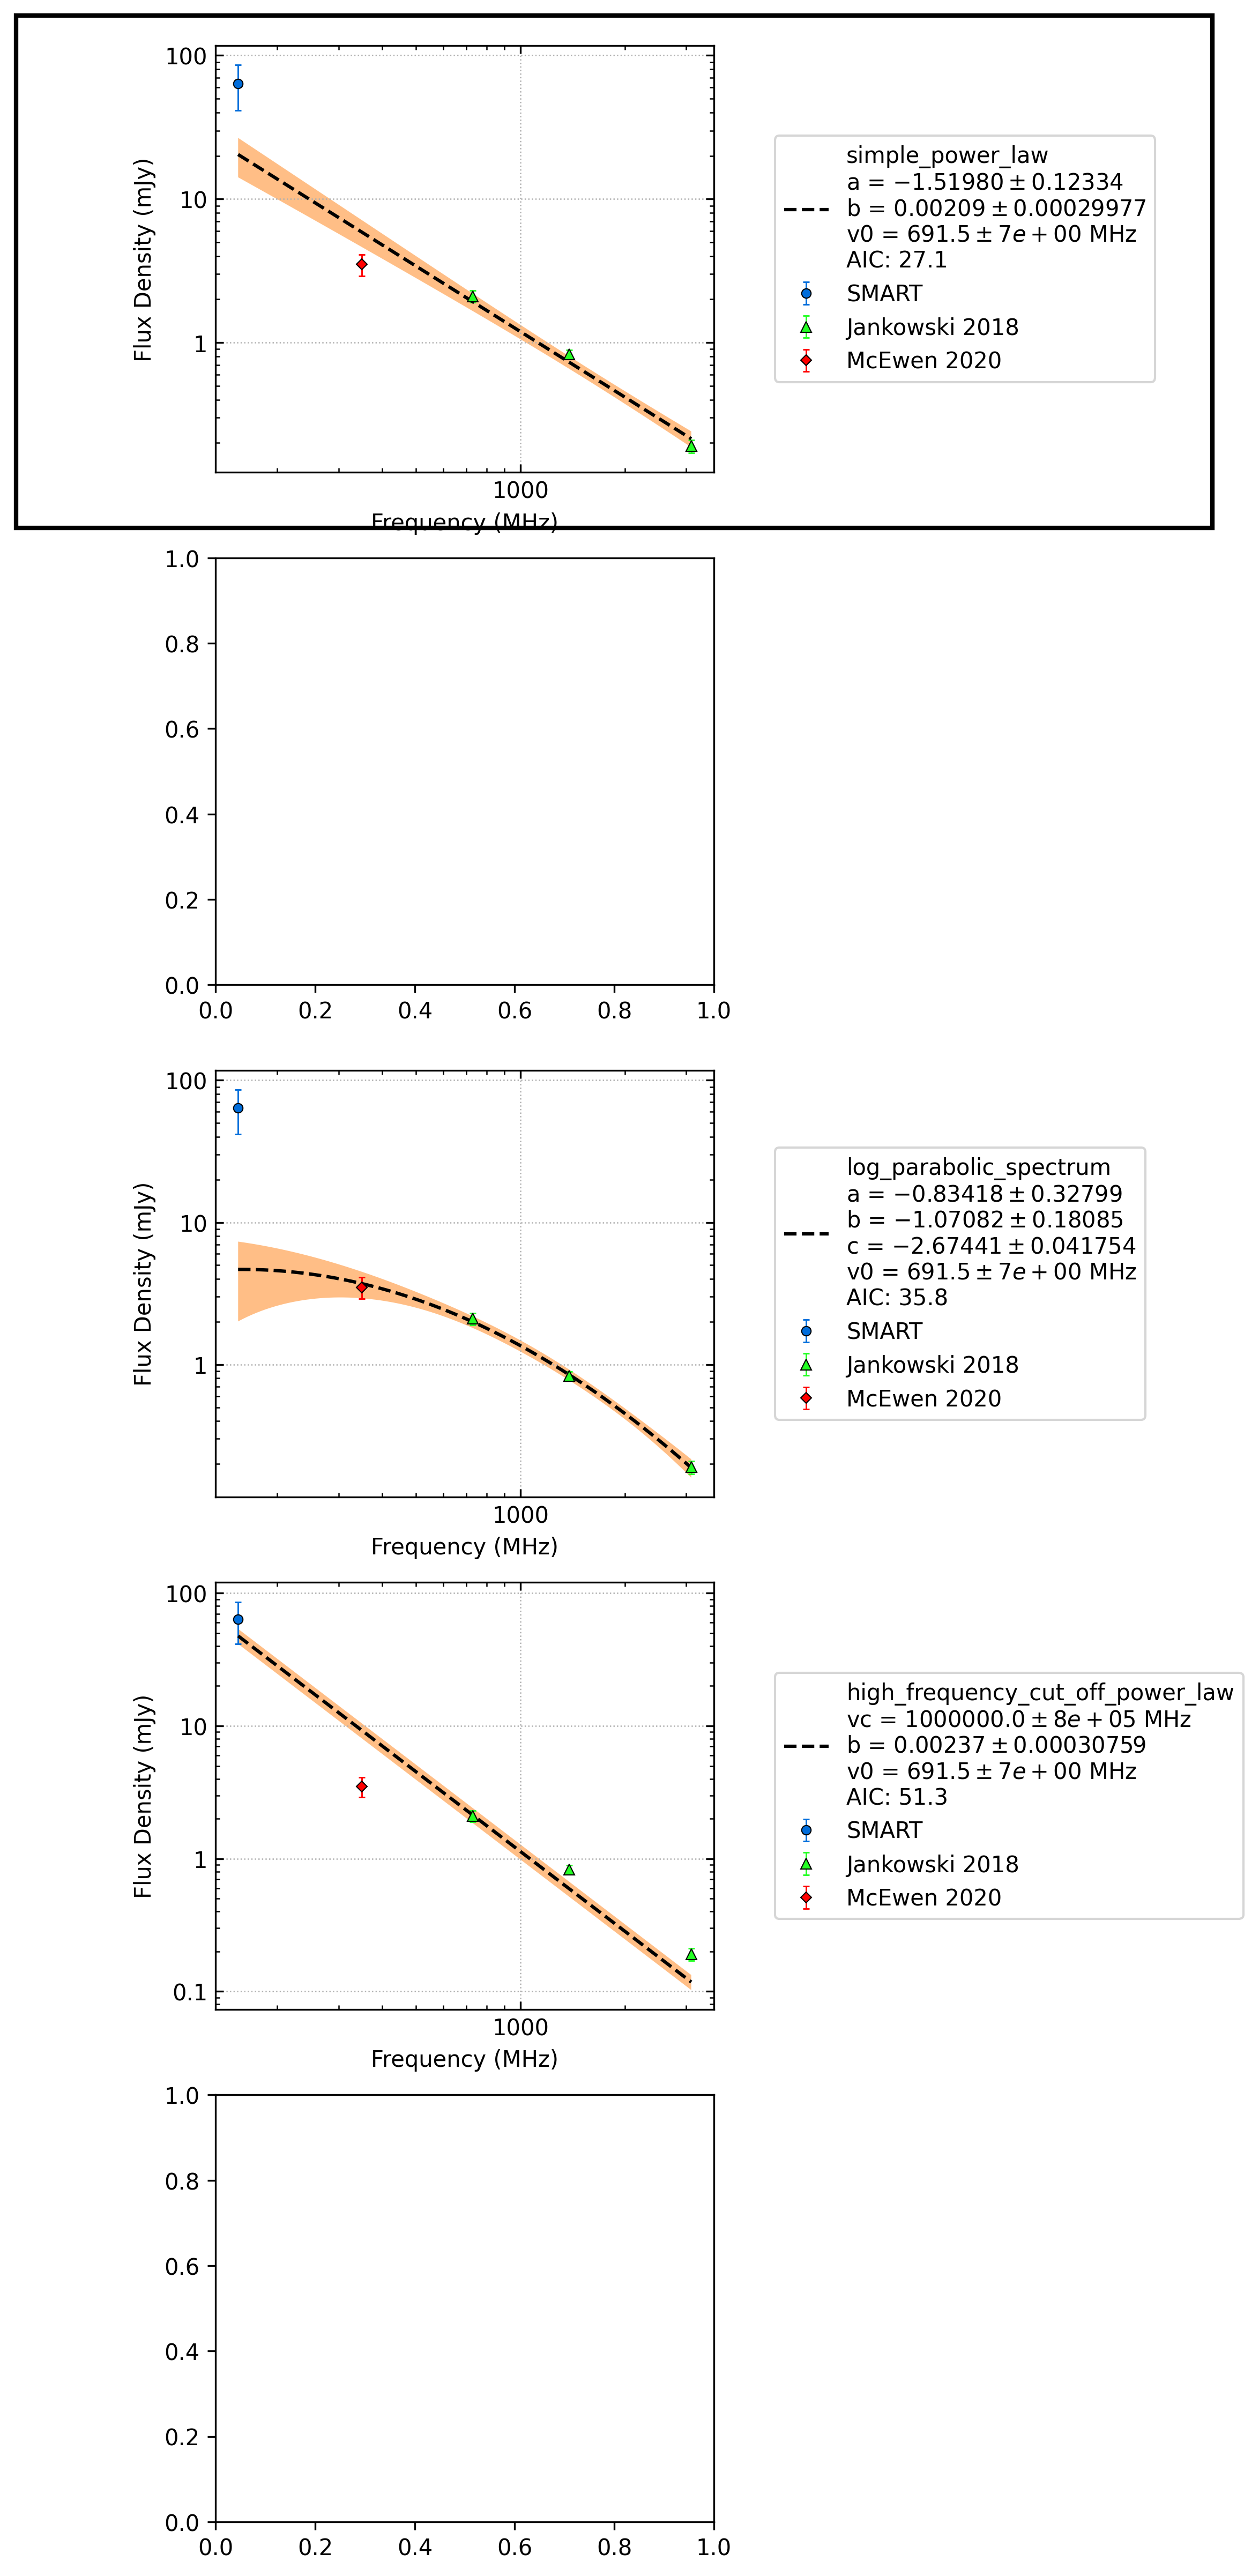 100
10
1
Flux Density (mJy)
1000
Frequency (MHz)
simple_power_law
a = −1.51980 ± 0.12334
b = 0.00209 ± 0.00029977
v0 = 691.5 ± 7e + 00 MHz
AIC: 27.1
SMART
Jankowski 2018
McEwen 2020
1.0
0.8
0.6
0.4
0.2
0.0
0.0 0.2 0.4 0.6 0.8 1.0
100
10
1
Flux Density (mJy)
1000
Frequency (MHz)
log_parabolic_spectrum
a = −0.83418 ± 0.32799
b = −1.07082 ± 0.18085
c = −2.67441 ± 0.041754
v0 = 691.5 ± 7e + 00 MHz
AIC: 35.8
SMART
Jankowski 2018
McEwen 2020
100
10
1
0.1
Flux Density (mJy)
1000
Frequency (MHz)
high_frequency_cut_off_power_law
vc = 1000000.0 ± 8e + 05 MHz
b = 0.00237 ± 0.00030759
v0 = 691.5 ± 7e + 00 MHz
AIC: 51.3
SMART
Jankowski 2018
McEwen 2020
1.0
0.8
0.6
0.4
0.2
0.0
0.0 0.2 0.4 0.6 0.8 1.0